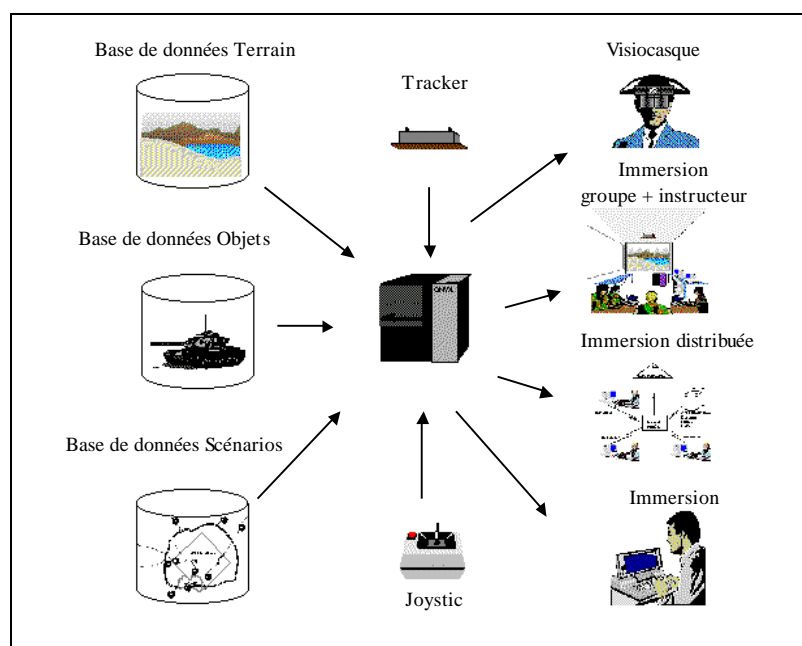 Base de données Terrain
Tracker
Visiocasque
Immersion
groupe + instructeur
Base de données Objets
Immersion distribuée
Base de données Scénarios
Immersion
Joystic